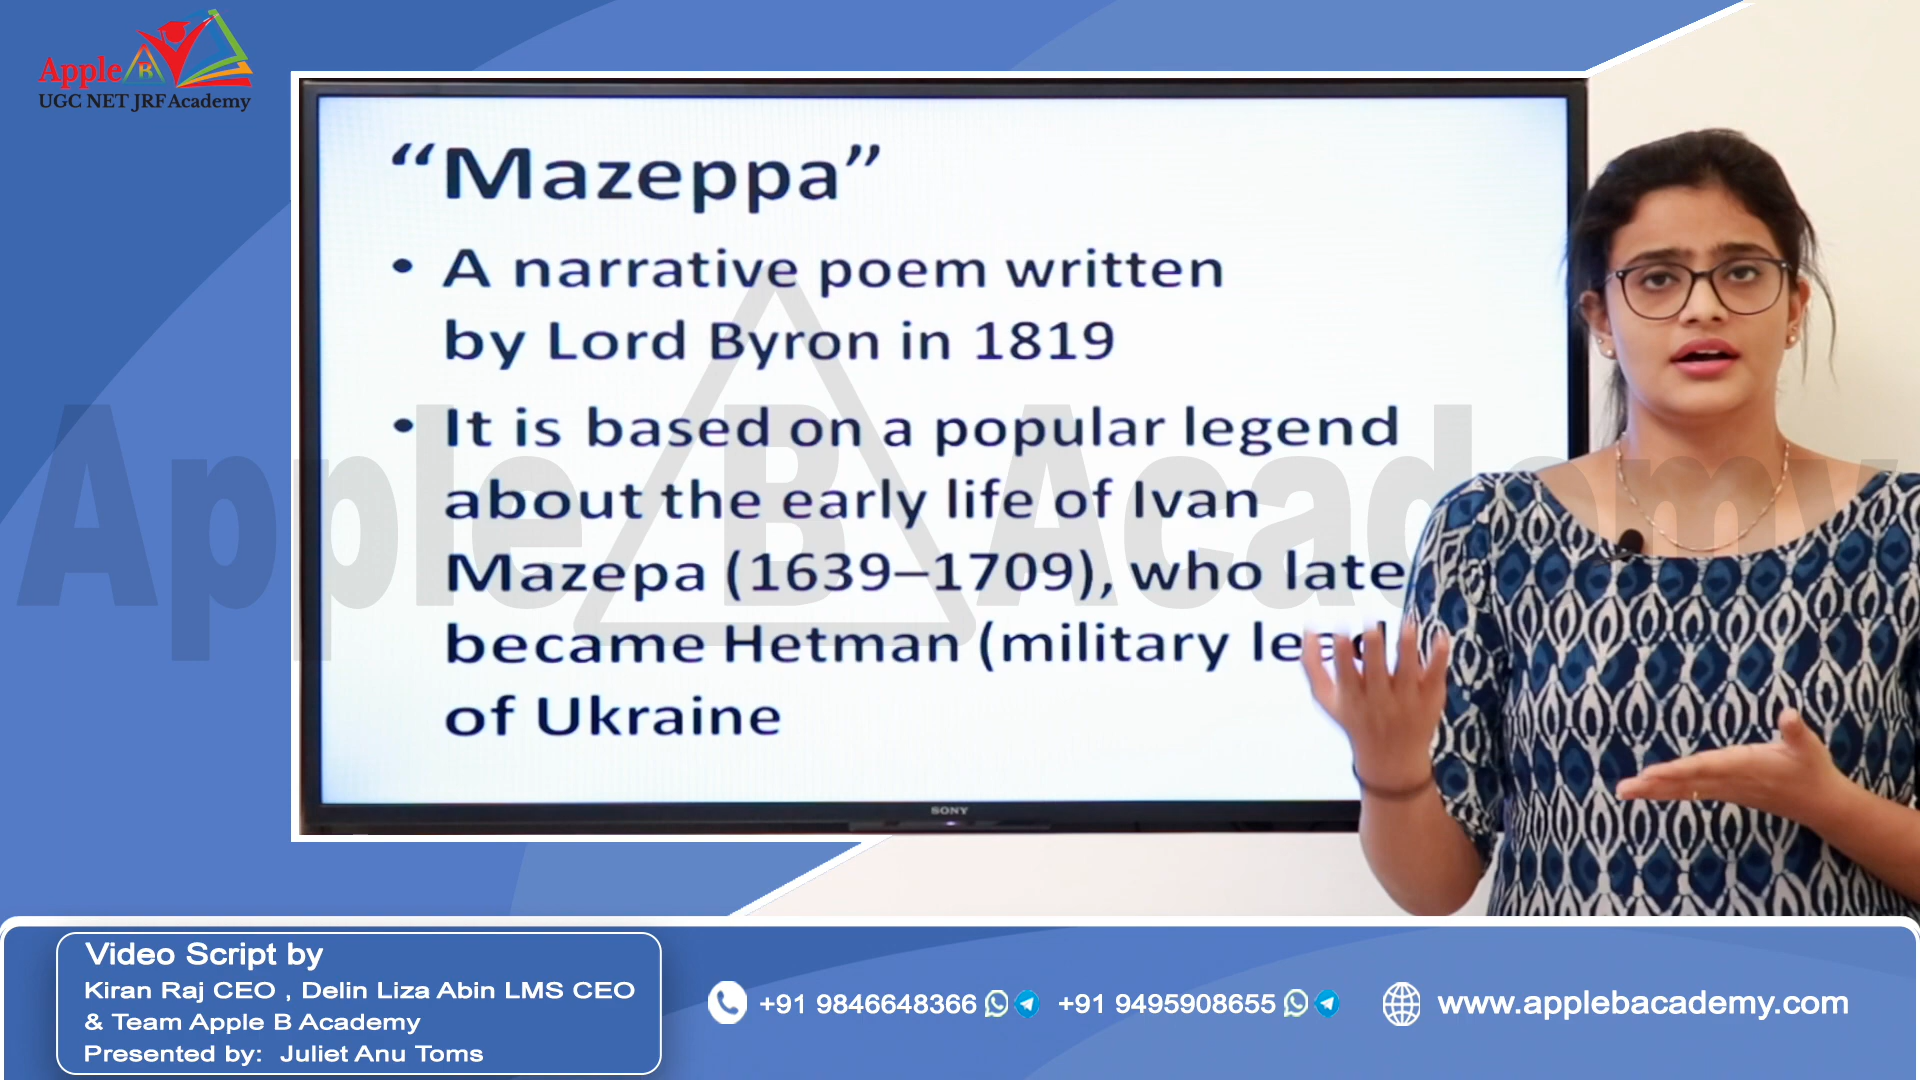 Apple B
UGC NET JRF Academy
“Mazeppa”
• A narrative poem written
by Lord Byron in 1819
• It is based on a popular legend
about the early life of Ivan
Mazepa (1639–1709), who late
became Hetman (military lead
of Ukraine
Apple B Academy
SONY
Video Script by
Kiran Raj CEO , Delin Liza Abin LMS CEO
& Team Apple B Academy
Presented by: Juliet Anu Toms
+91 9846648366 +91 9495908655 www.applebacademy.com